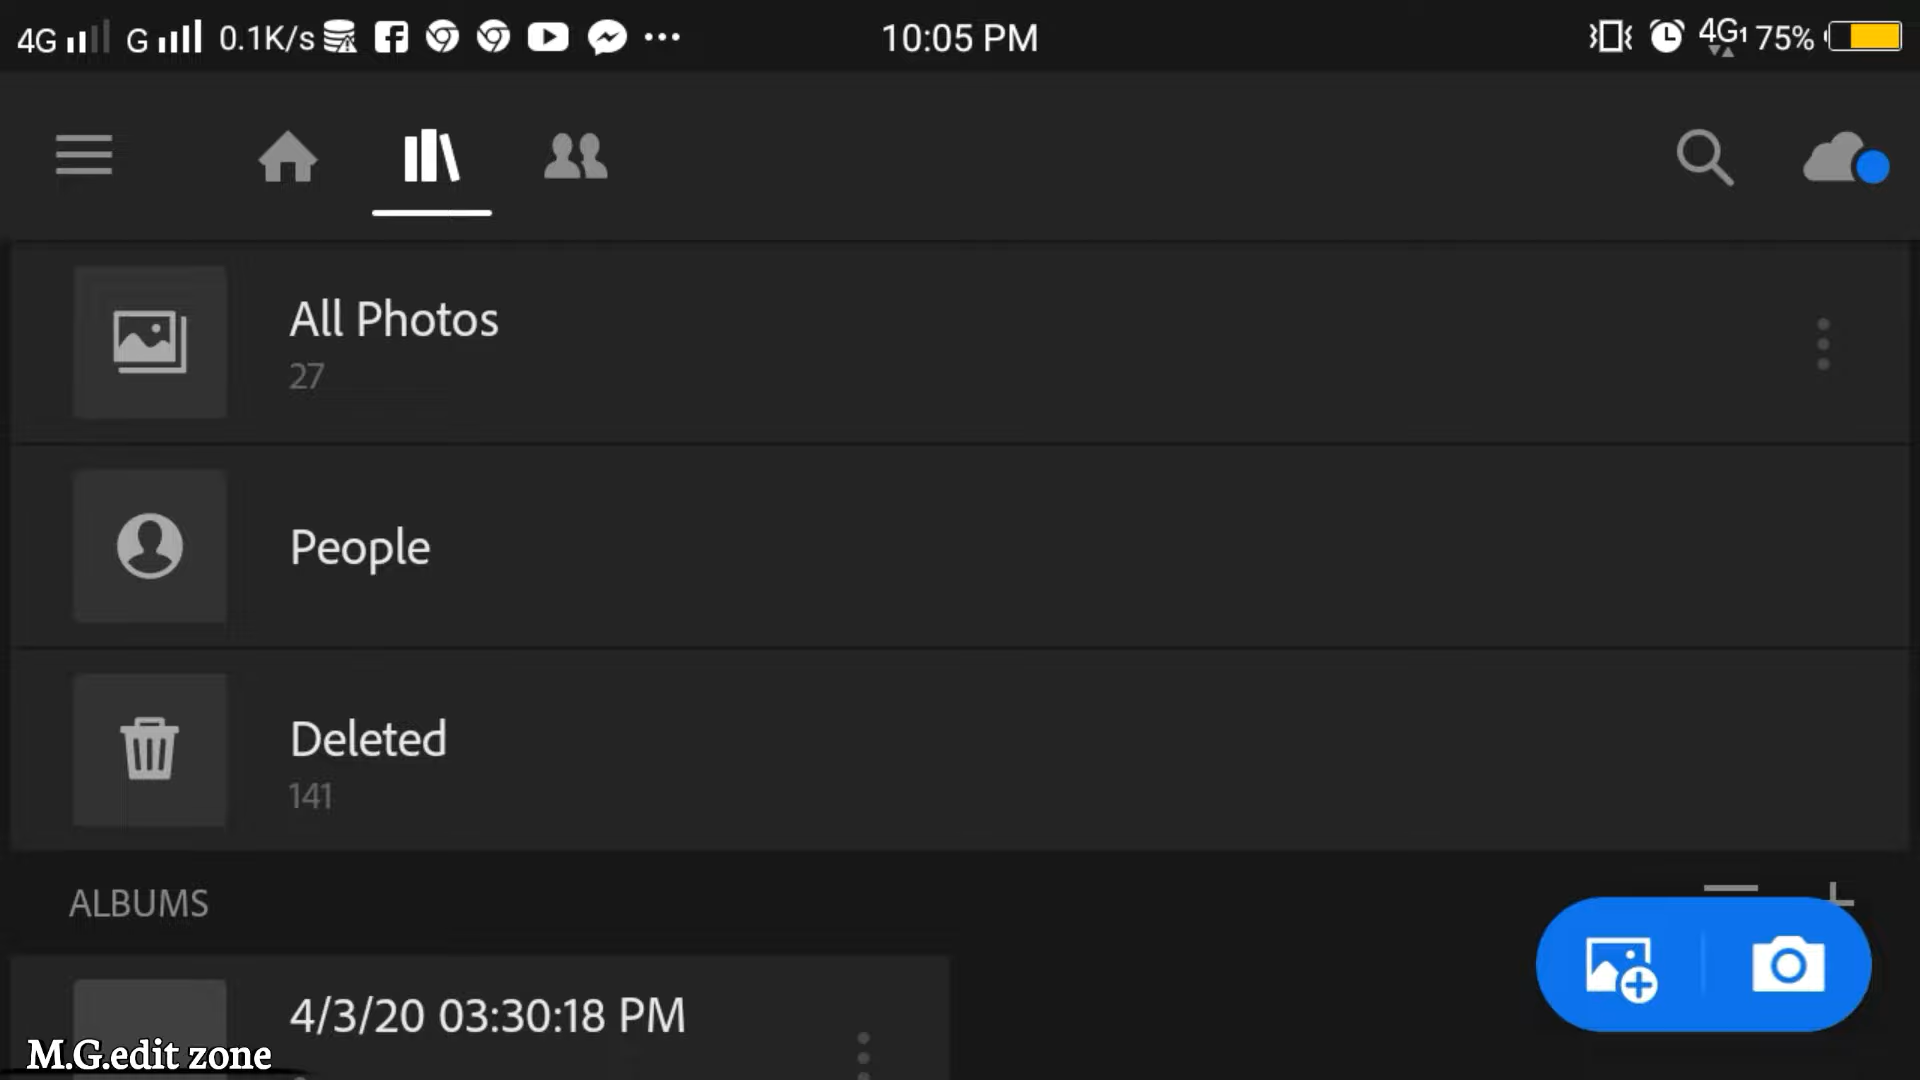 4G G 0.1K/s 10:05 PM 4G1 75%
All Photos
27
People
Deleted
141
ALBUMS
4/3/20 03:30:18 PM
M.G.edit zone